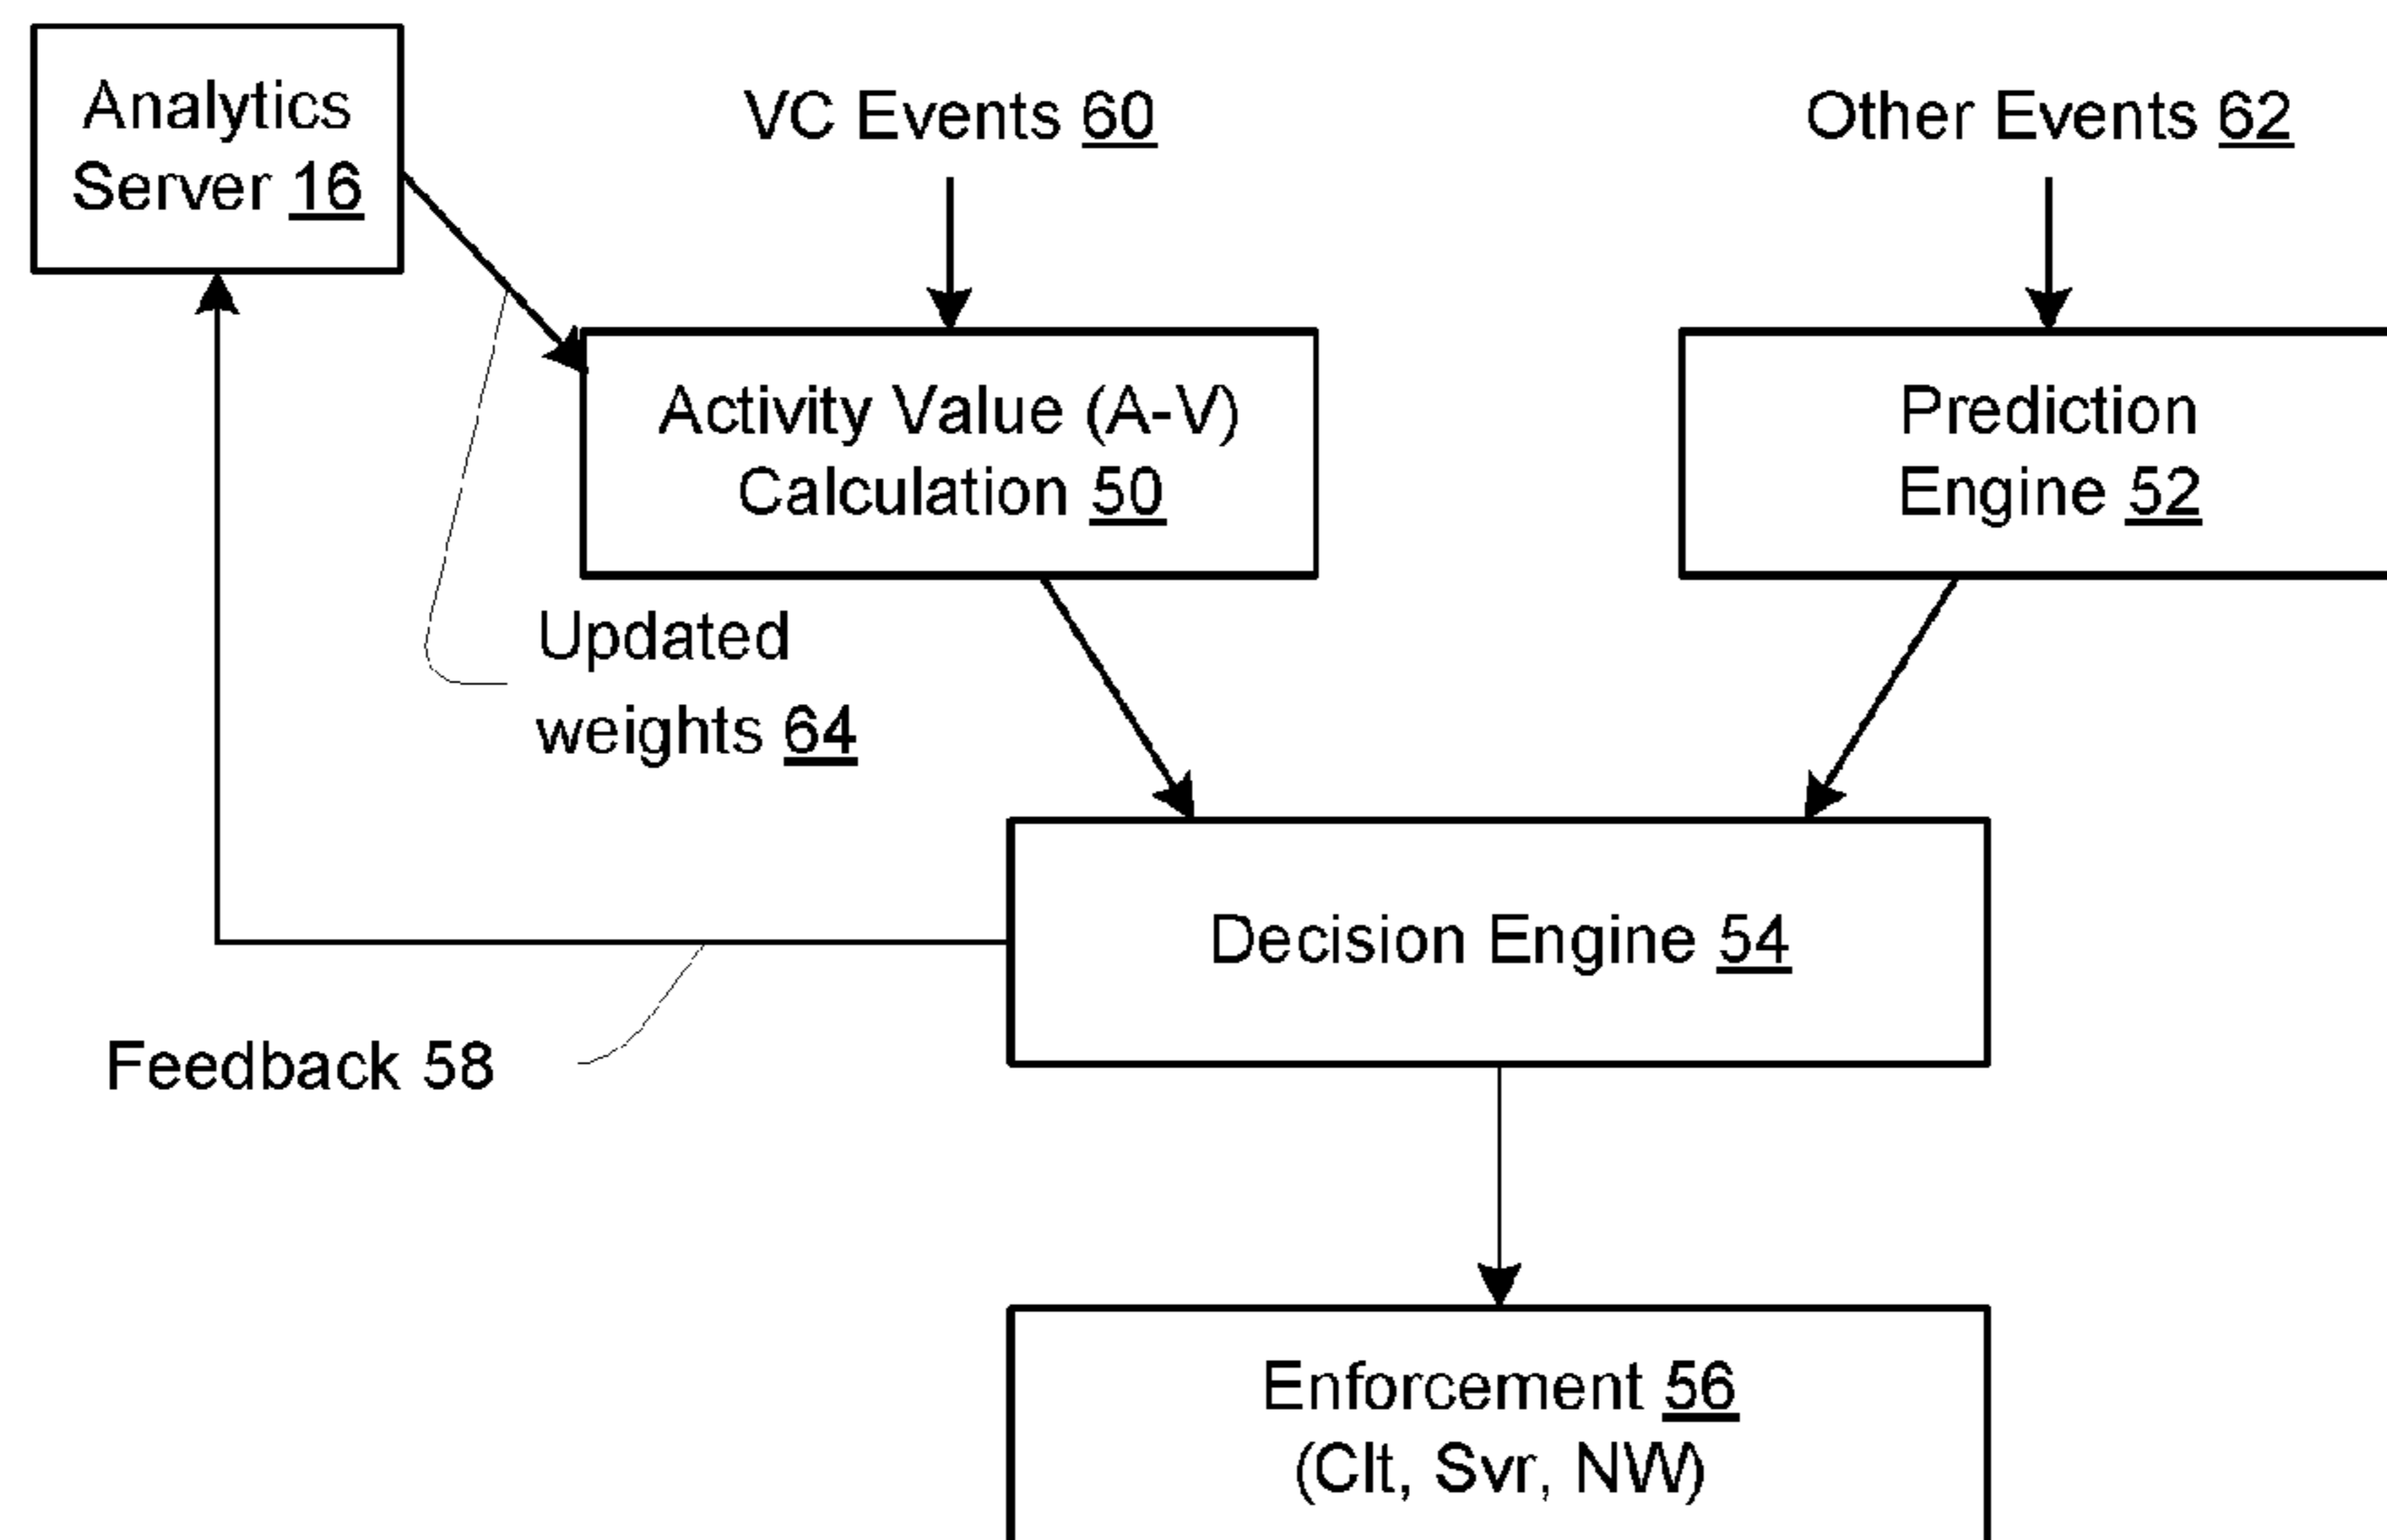 Analytics
Server 16
VC Events 60
Other Events 62
Activity Value (A-V)
Calculation 50
Prediction
Engine 52
Updated
weights 64
Decision Engine 54
Feedback 58
Enforcement 56
(Clt, Svr, NW)